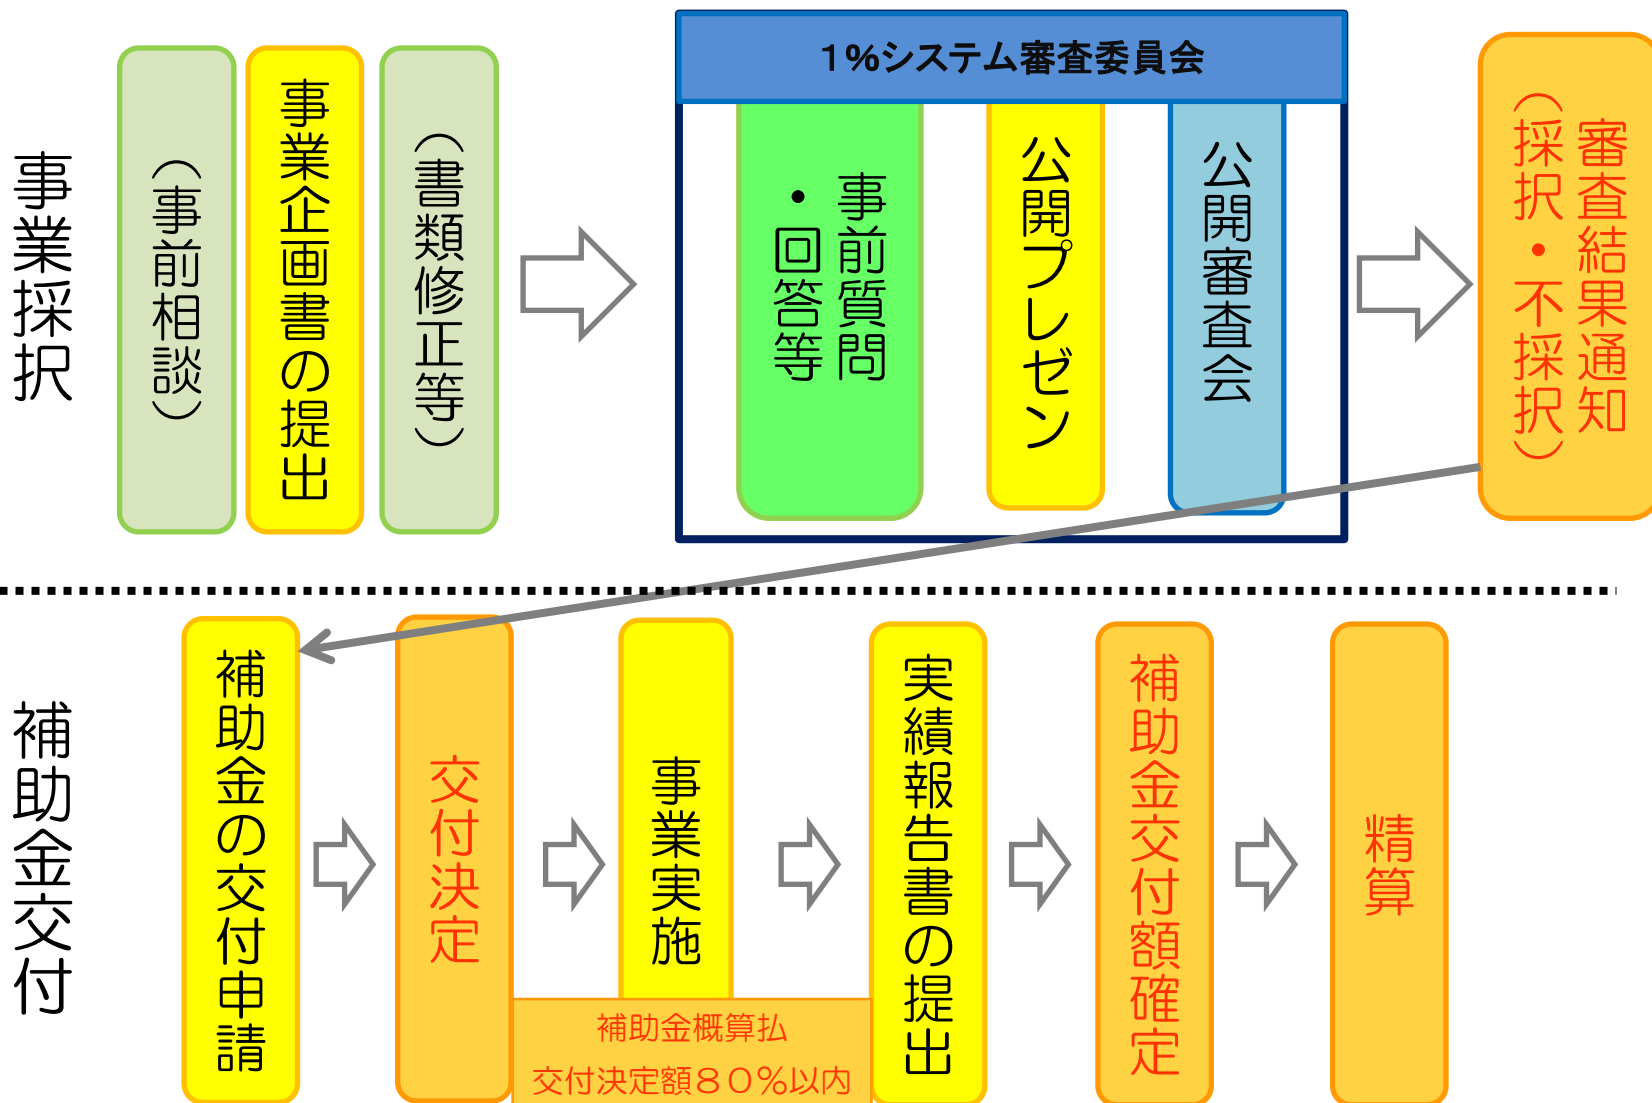 事業採択
（事前相談）
事業企画書の提出
（書類修正等）
１%システム審査委員会
事前質問
・回答等
公開プレゼン
公開審査会
審査結果通知
（採択・不採択）
補助金交付
補助金の交付申請
交付決定
事業実施
補助金概算払
交付決定額８０％以内
実績報告書の提出
補助金交付額確定
精算